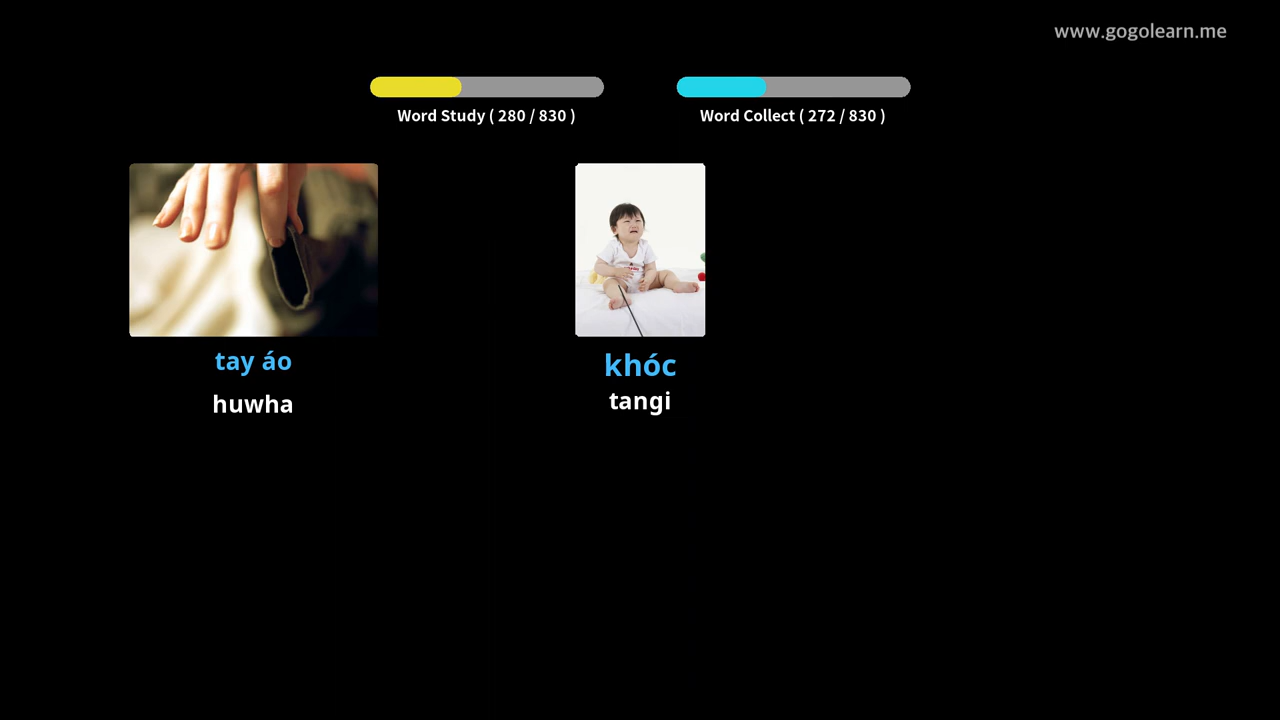 www.gogolearn.me
Word Study ( 280 / 830 )
Word Collect ( 272 / 830 )
tay áo
huwha
khóc
tangi